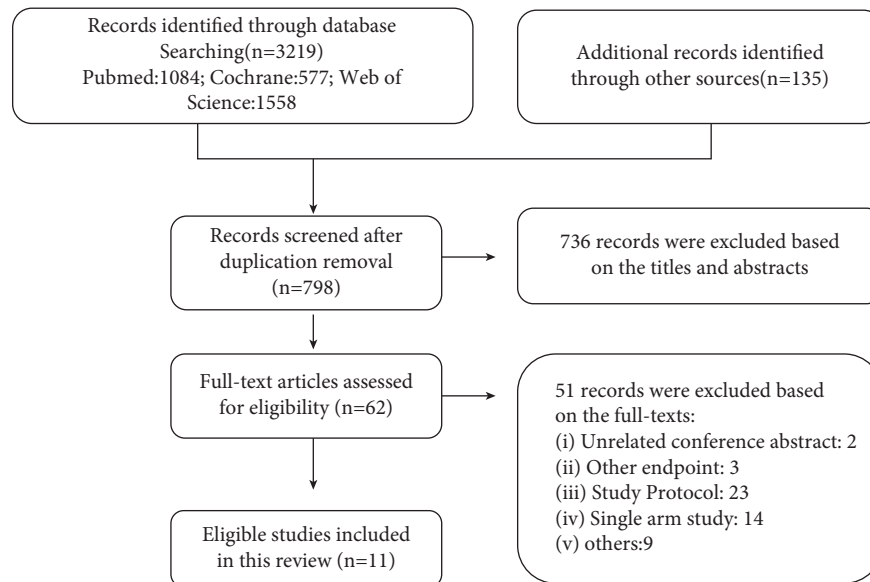 Records identified through database
Searching(n=3219)
Pubmed:1084; Cochrane:577; Web of
Science:1558
Additional records identified
through other sources(n=135)
Records screened after
duplication removal
(n=798)
736 records were excluded based
on the titles and abstracts
Full-text articles assessed
for eligibility (n=62)
51 records were excluded based
on the full-texts:
(i) Unrelated conference abstract: 2
(ii) Other endpoint: 3
(iii) Study Protocol: 23
(iv) Single arm study: 14
(v) others:9
Eligible studies included
in this review (n=11)